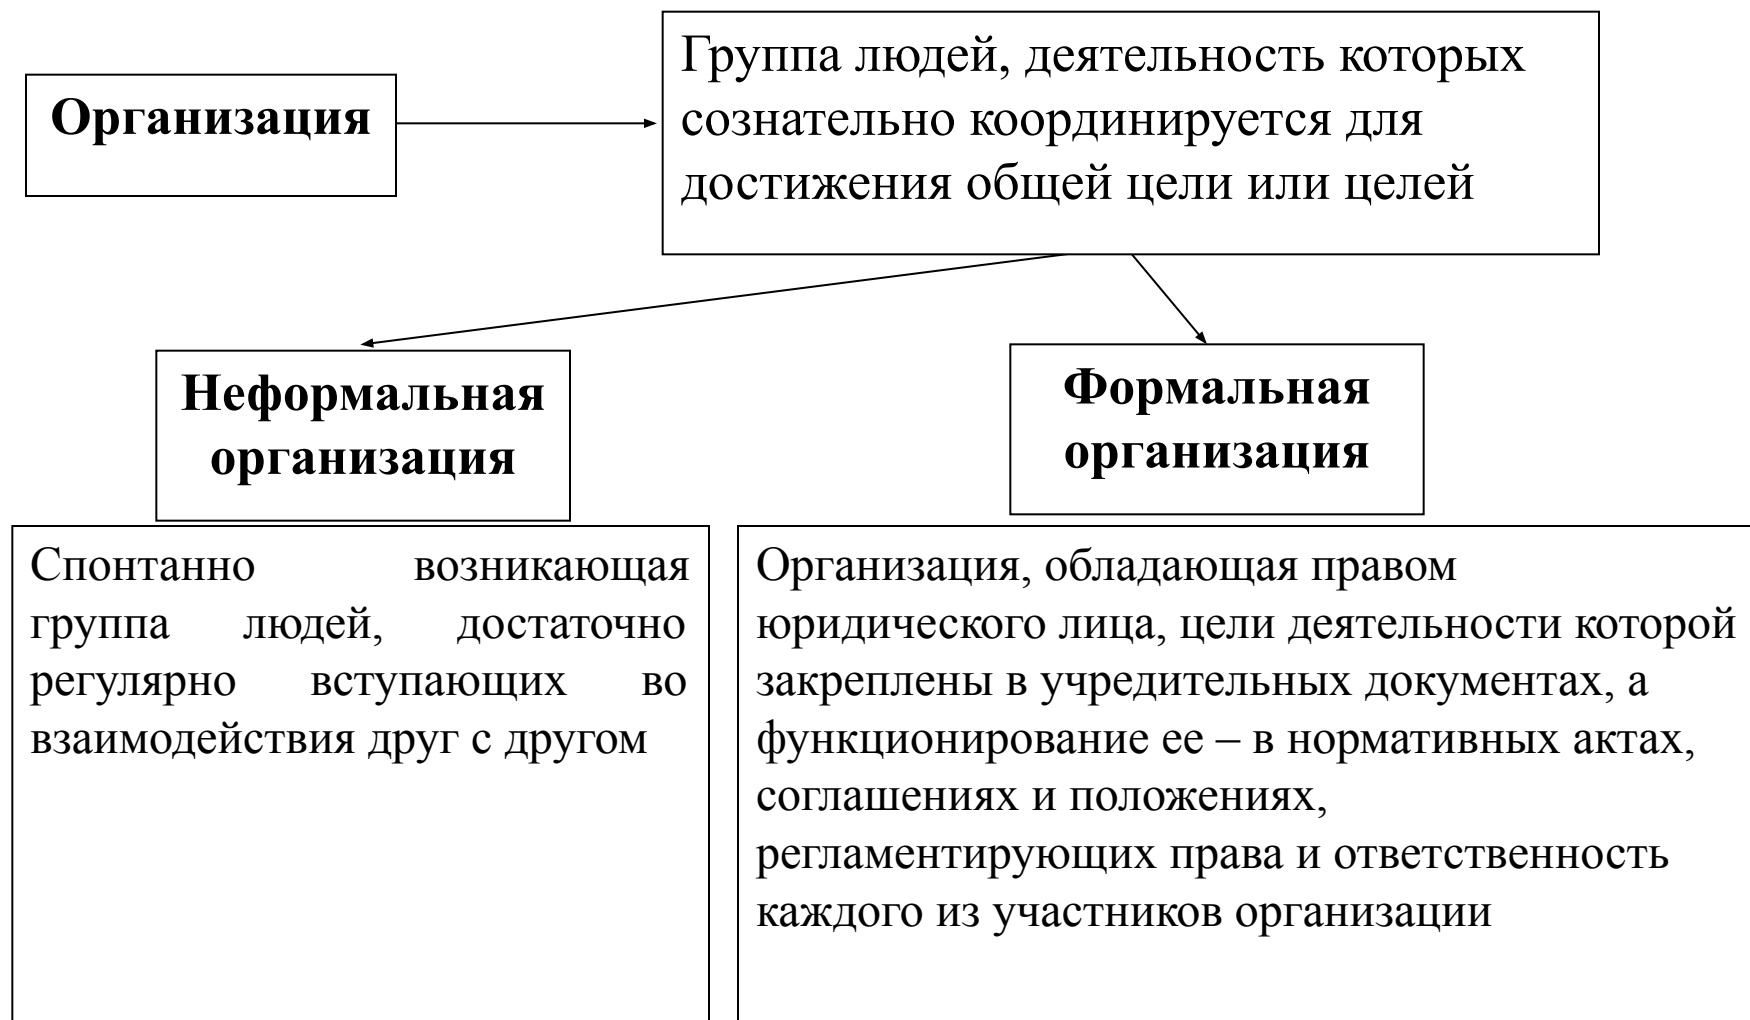 Организация
Группа людей, деятельность которых
сознательно координируется для
достижения общей цели или целей
Неформальная
организация
Формальная
организация
Спонтанно возникающая
группа людей, достаточно
регулярно вступающих во
взаимодействия друг с другом
Организация, обладающая правом
юридического лица, цели деятельности которой
закреплены в учредительных документах, а
функционирование ее – в нормативных актах,
соглашениях и положениях,
регламентирующих права и ответственность
каждого из участников организации